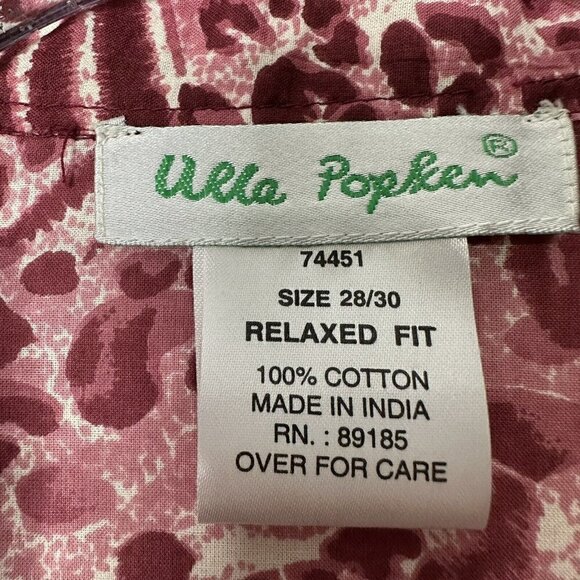 Ulla Popken ®
74451
SIZE 28/30
RELAXED FIT
100% COTTON
MADE IN INDIA
RN. : 89185
OVER FOR CARE